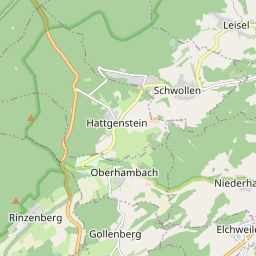 Leisel
Schwollen
Hattgenstein
Oberhambach
Niederha
Rinzenberg
Gollenberg
Elchweile